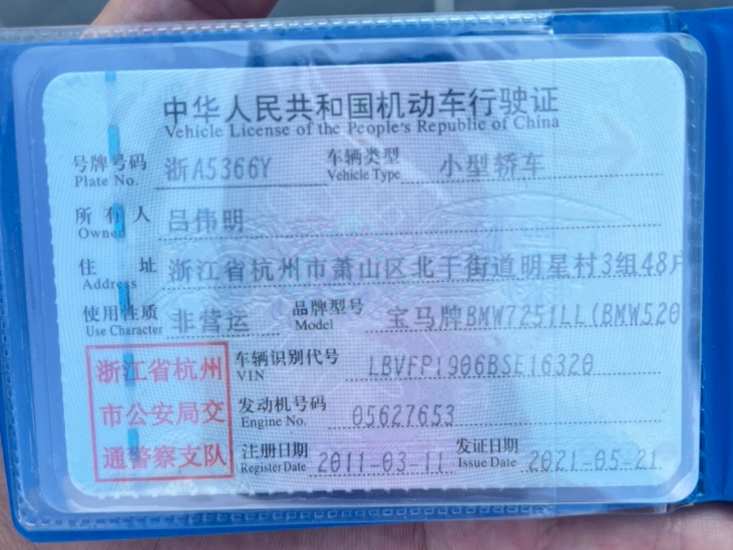 中华人民共和国机动车行驶证
Vehicle License of the People's Republic of China
号牌号码 浙A5366Y 车辆类型 小型轿车
Plate No. Vehicle Type
所有人 吕伟明
Owner
住址 浙江省杭州市萧山区北干街道明星村3组48户
Address
使用性质 非营运 品牌型号 宝马牌BMW7251LL(BMW520
Use Character Model
浙江省杭州 车辆识别代号 LBVFP1906BSE16320
VIN
市公安局交 发动机号码 05627653
Engine No.
通警察支队 注册日期 2011-03-11 发证日期 2021-05-21
Register Date Issue Date